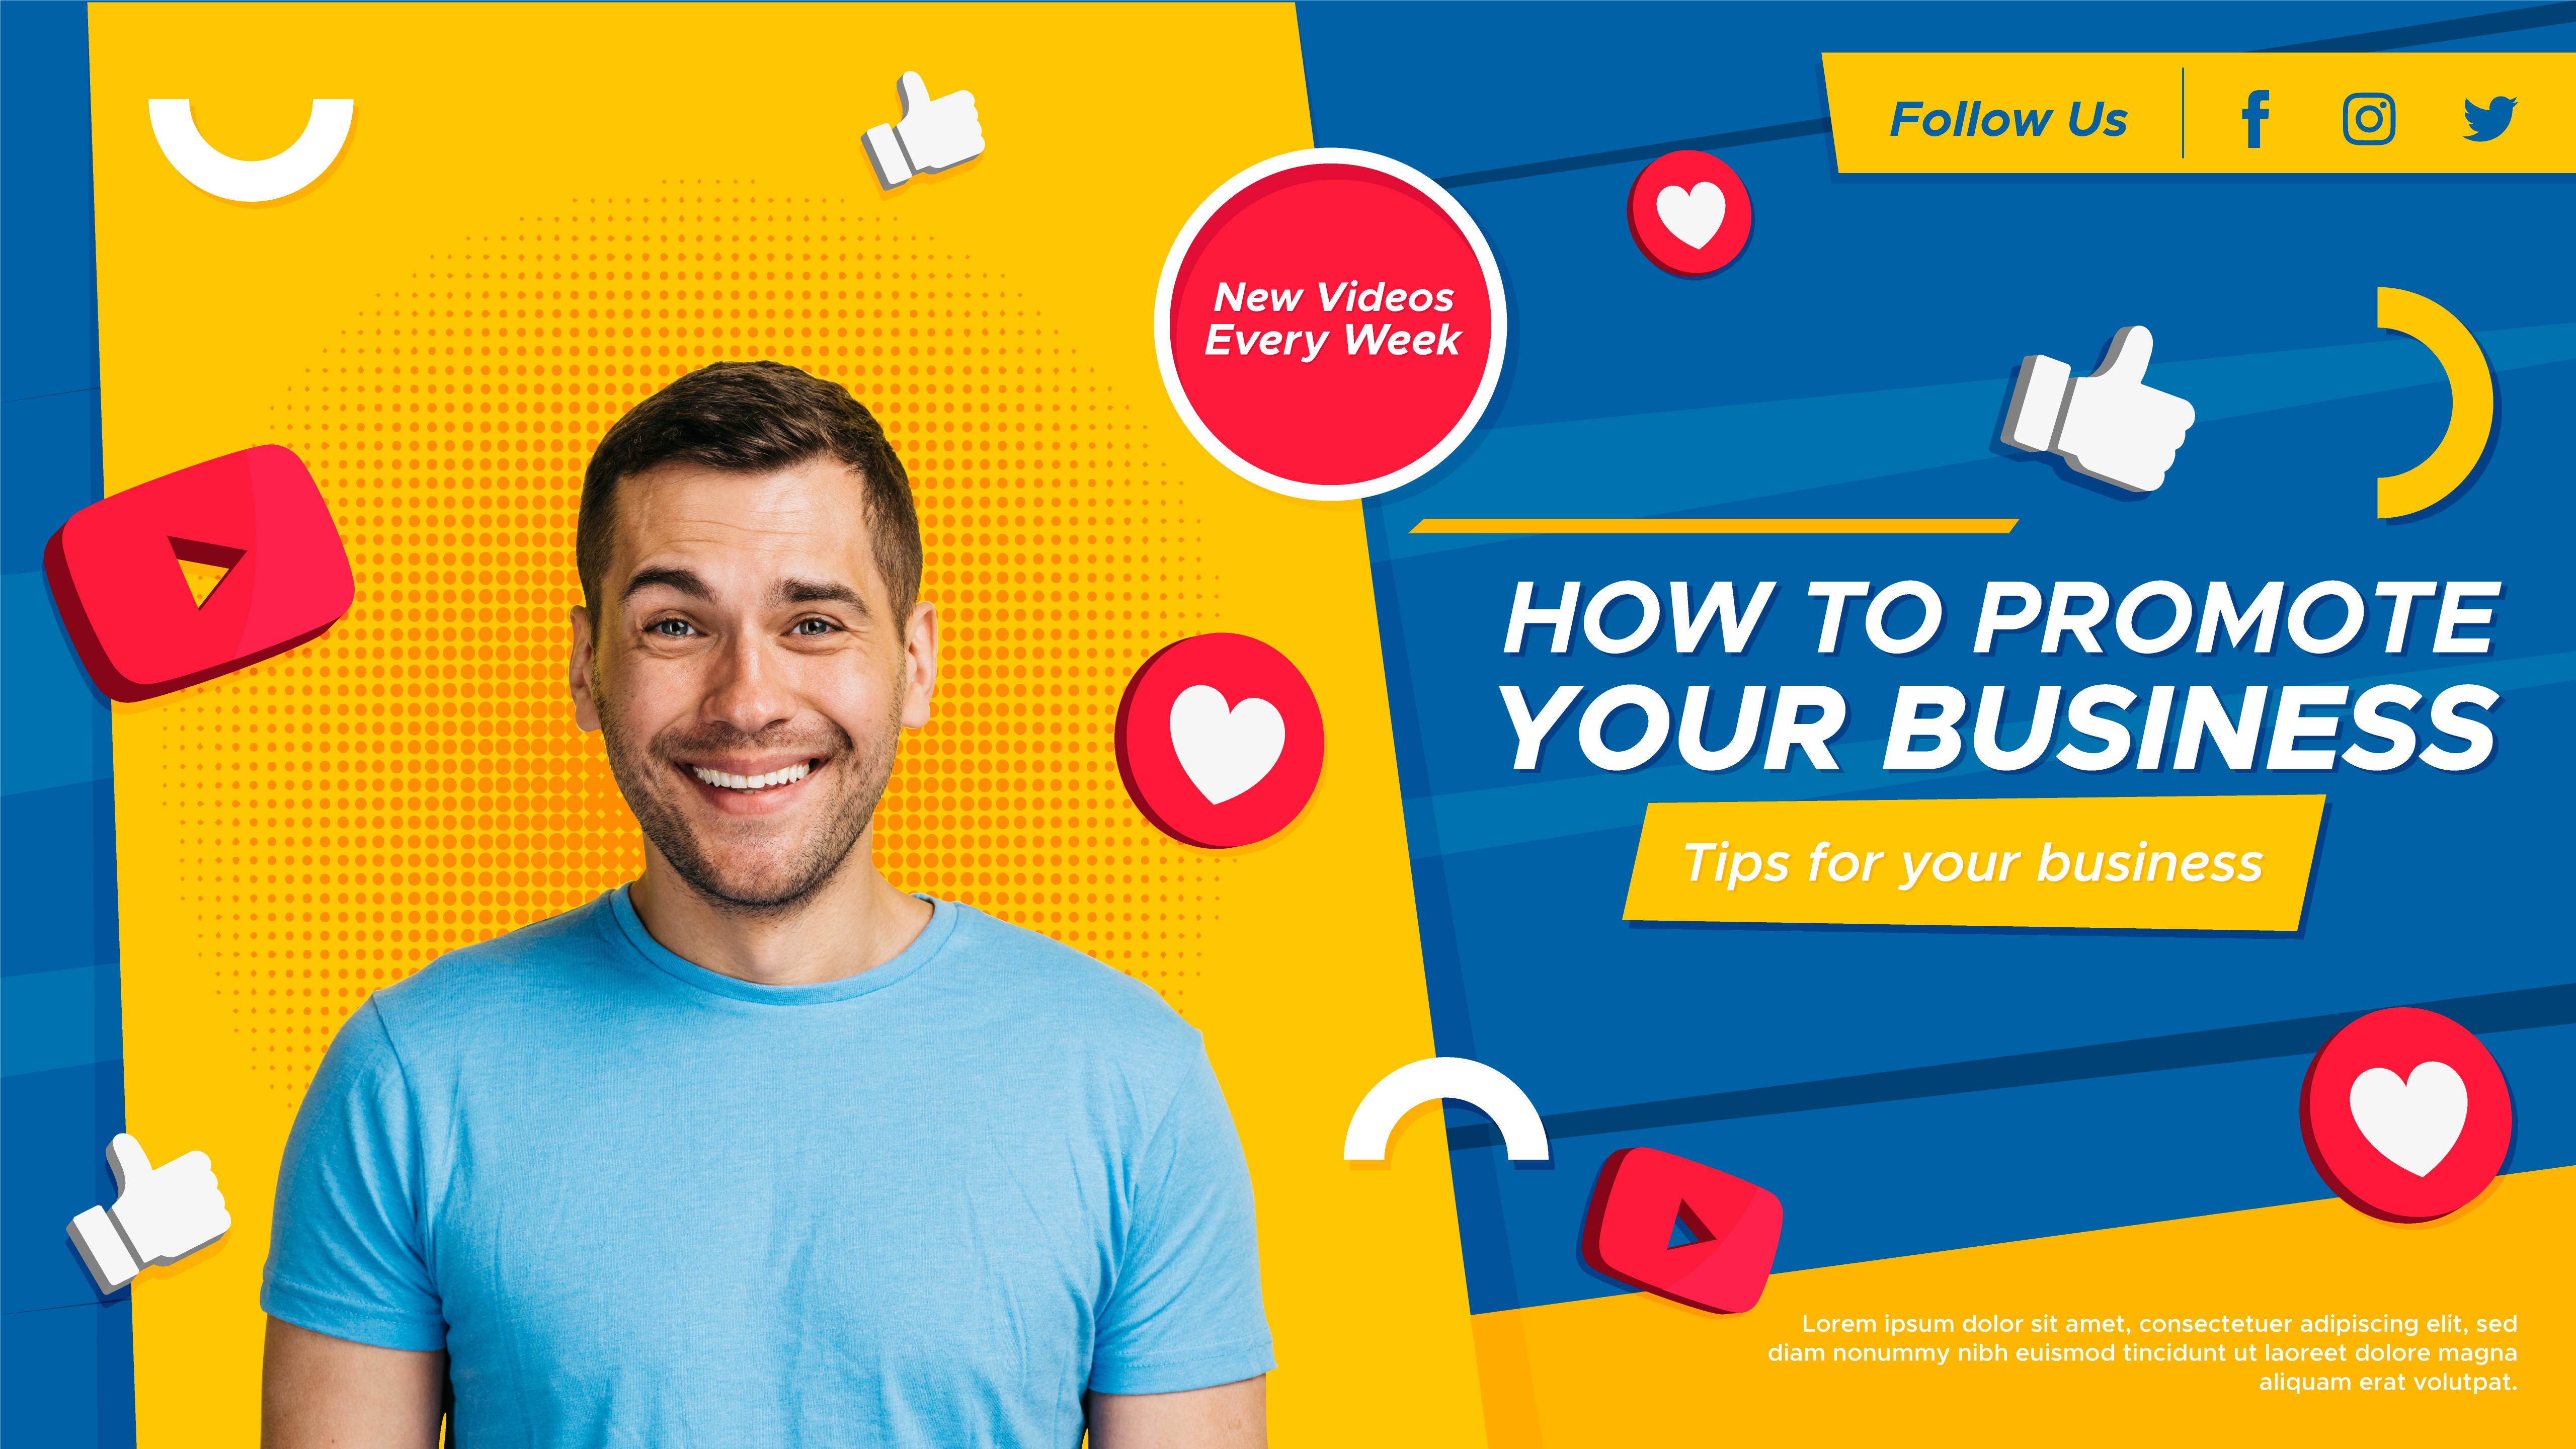 Follow Us
New Videos
Every Week
HOW TO PROMOTE
YOUR BUSINESS
Tips for your business
Lorem ipsum dolor sit amet, consectetuer adipiscing elit, sed
diam nonummy nibh euismod tincidunt ut laoreet dolore magna
aliquam erat volutpat.